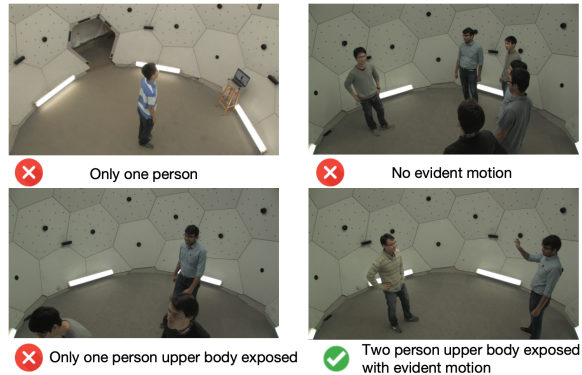 Only one person
No evident motion
Only one person upper body exposed
Two person upper body exposed
with evident motion